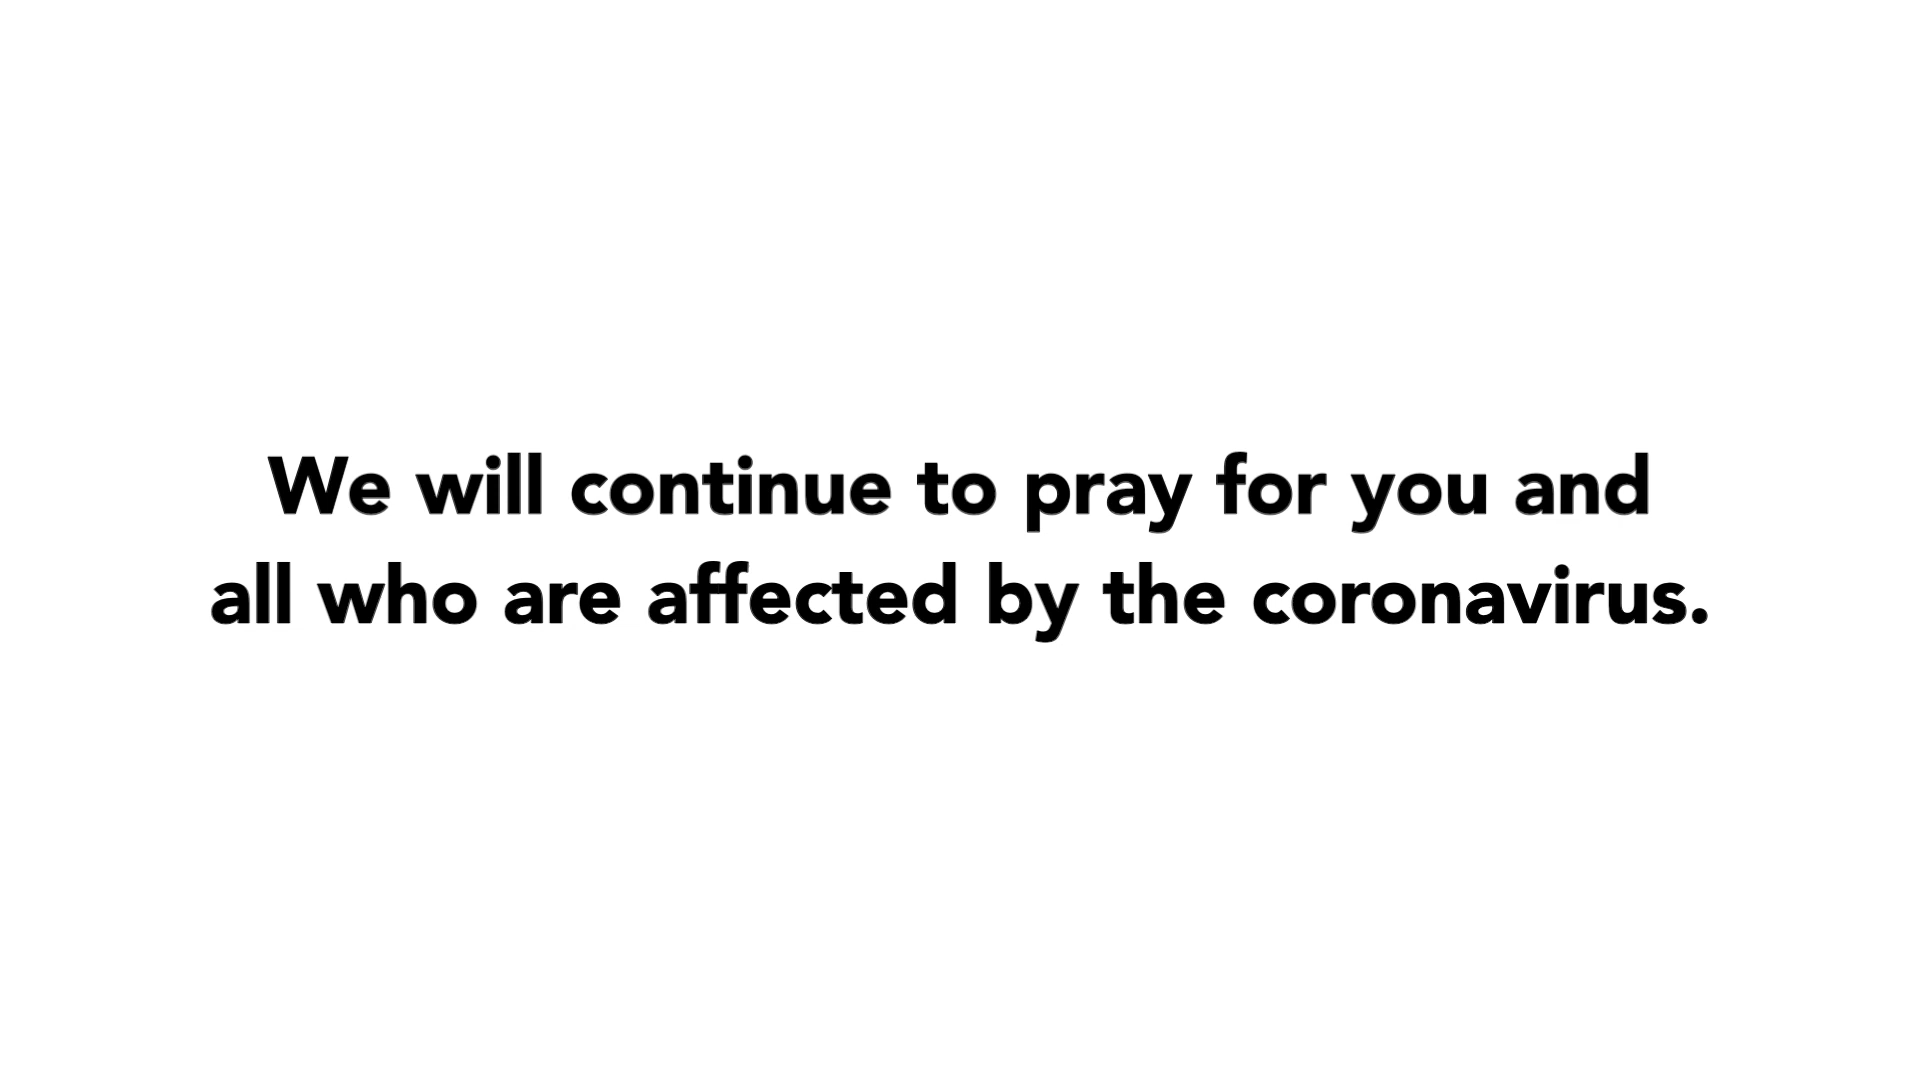 We will continue to pray for you and
all who are affected by the coronavirus.